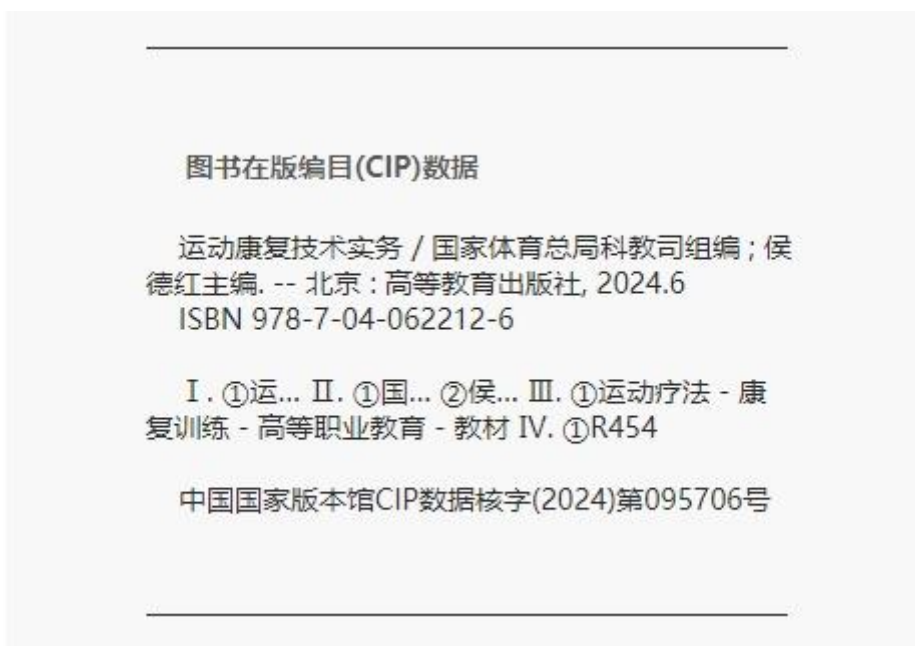 图书在版编目(CIP)数据
运动康复技术实务 / 国家体育总局科教司组编 ; 侯
德红主编. -- 北京 : 高等教育出版社, 2024.6
ISBN 978-7-04-062212-6
Ⅰ. ①运... Ⅱ. ①国... ②侯... Ⅲ. ①运动疗法 - 康
复训练 - 高等职业教育 - 教材 Ⅳ. ①R454
中国国家版本馆CIP数据核字(2024)第095706号